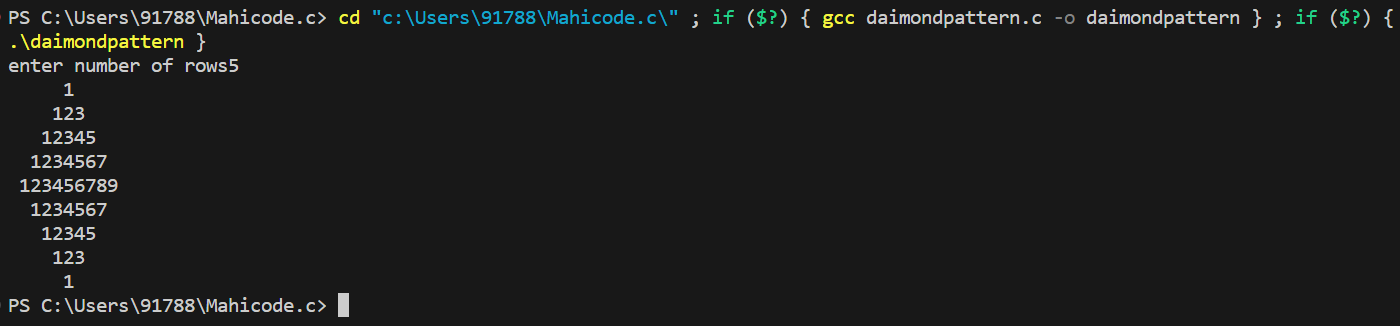 PS C:\Users\91788\Mahicode.c> cd "c:\Users\91788\Mahicode.c\" ; if ($?) { gcc daimondpattern.c -o daimondpattern } ; if ($?) {
.\daimondpattern }
enter number of rows5
     1
    123
   12345
  1234567
 123456789
  1234567
   12345
    123
     1
PS C:\Users\91788\Mahicode.c>